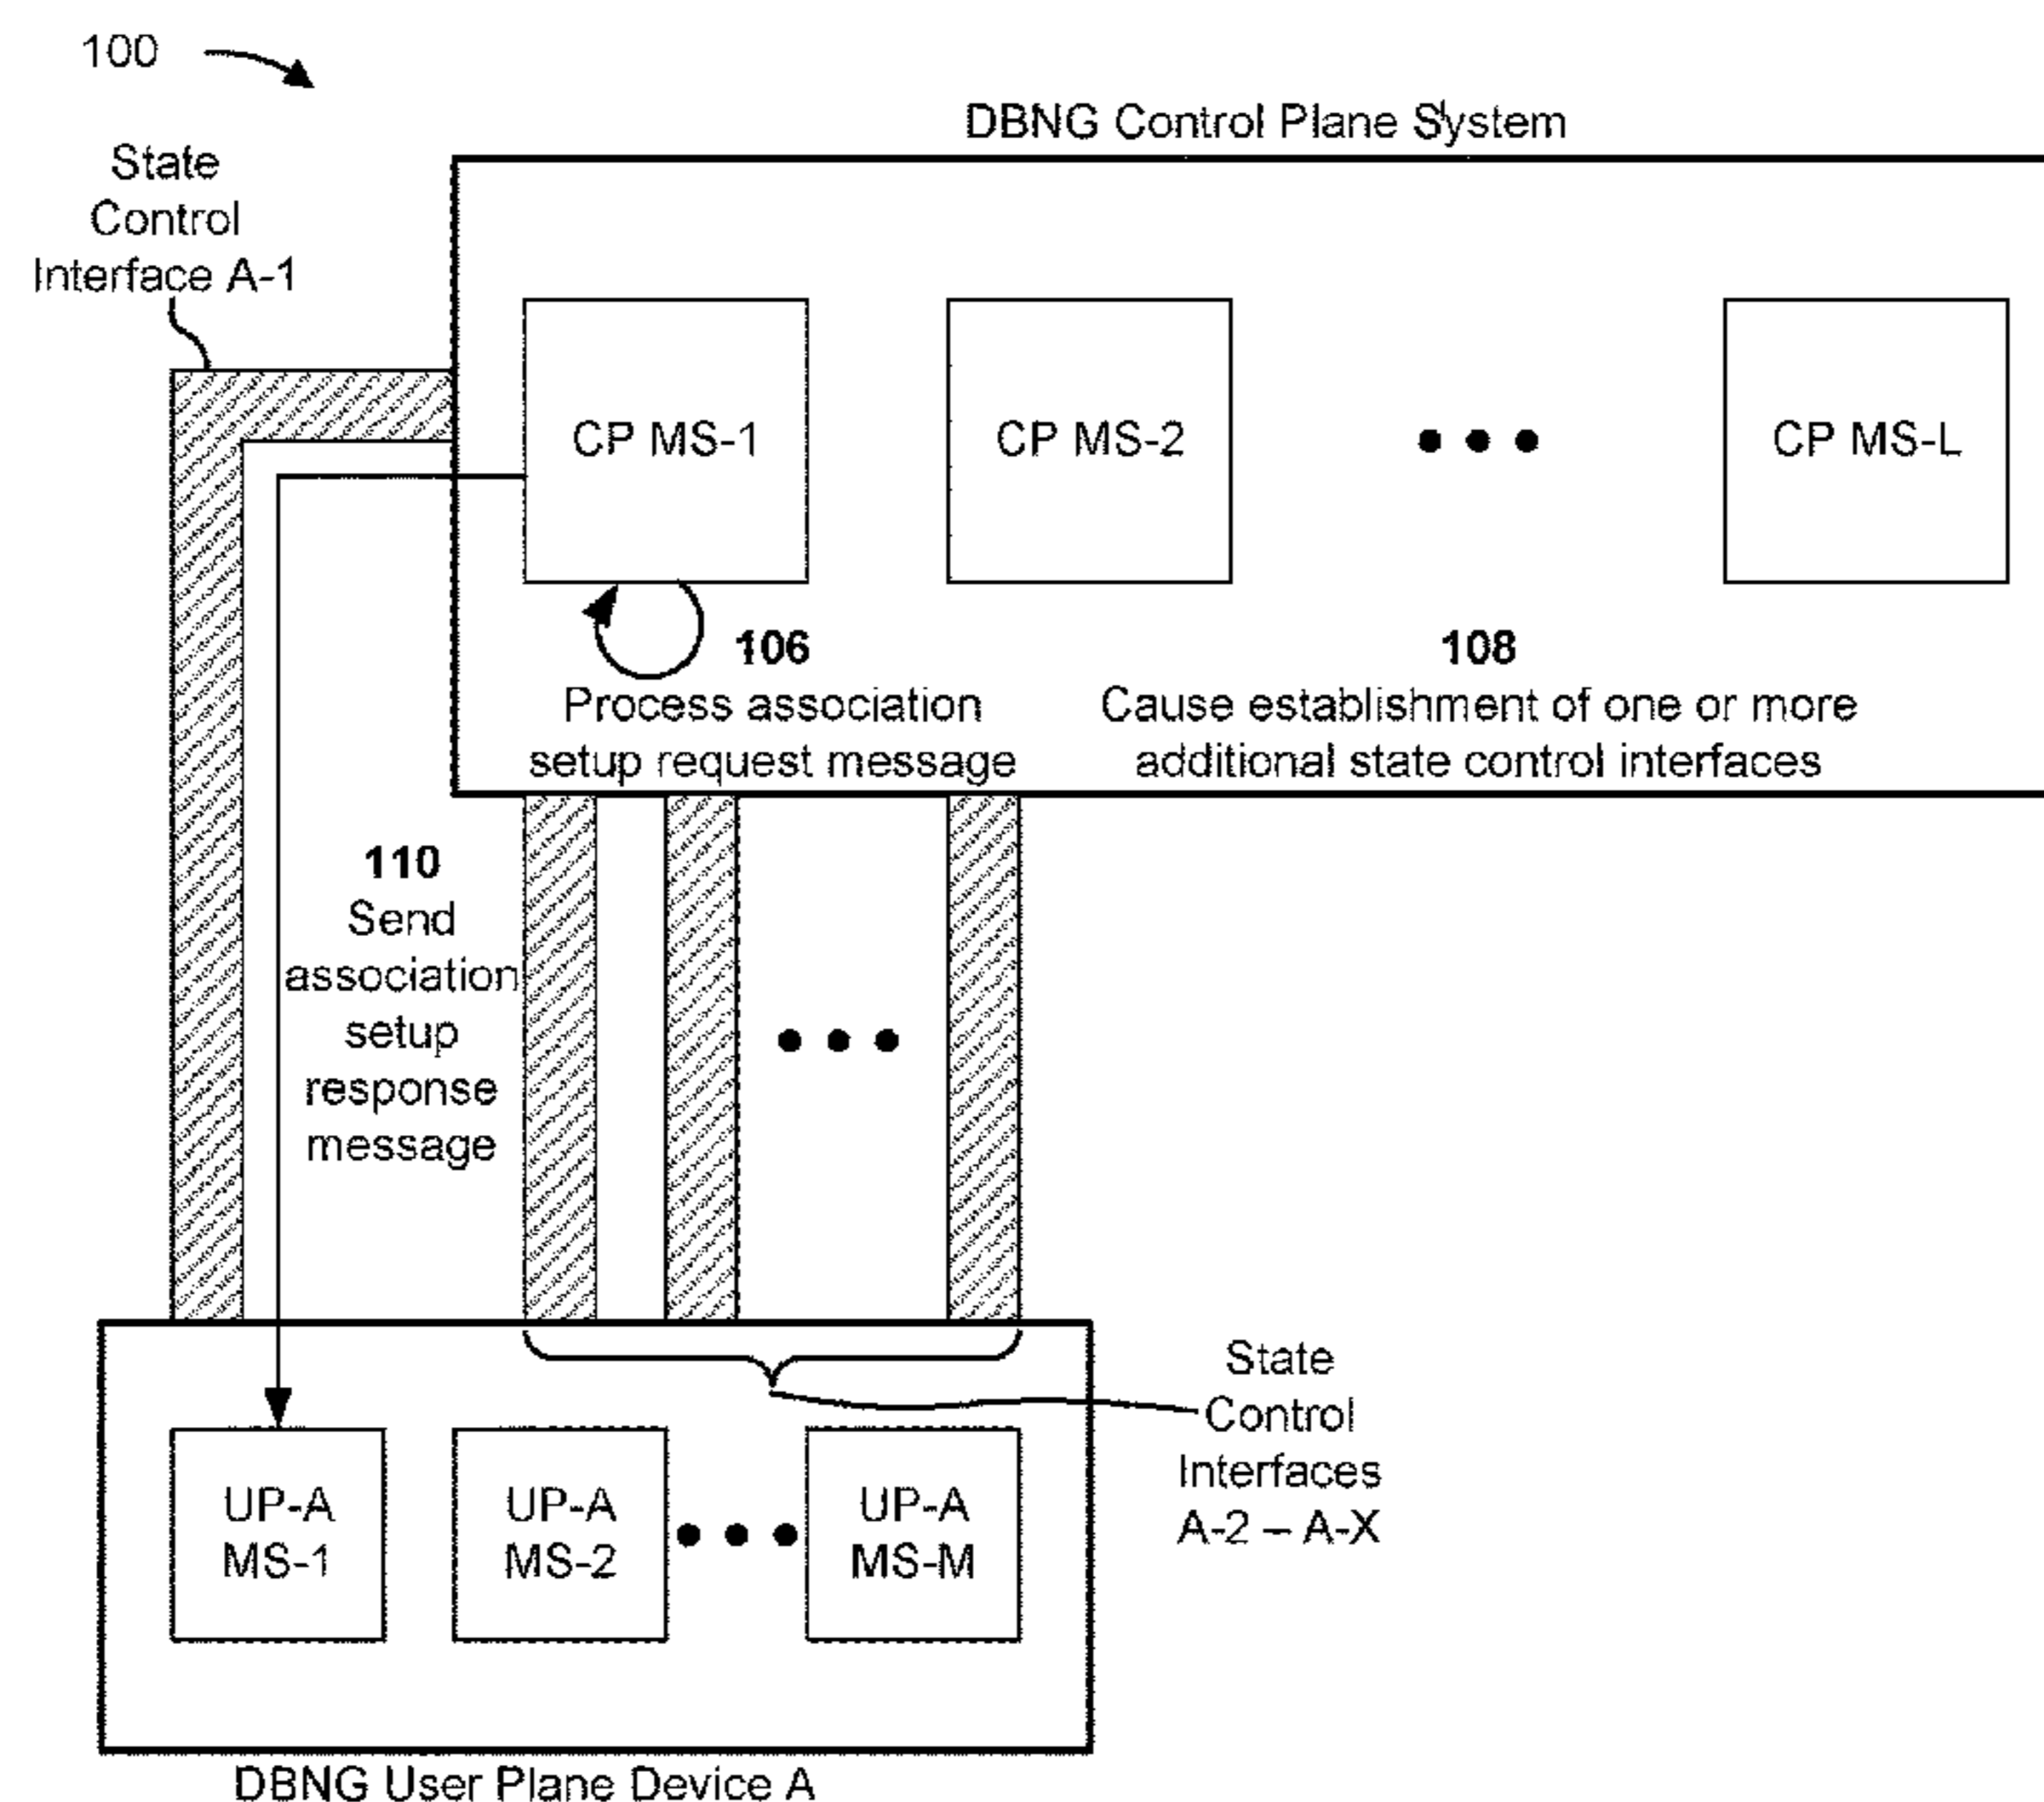 100
DBNG Control Plane System
State
Control
Interface A-1
CP MS-1
CP MS-2
CP MS-L
106
Process association
setup request message
108
Cause establishment of one or more
additional state control interfaces
110
Send
association
setup
response
message
State
Control
Interfaces
A-2 – A-X
UP-A
MS-1
UP-A
MS-2
UP-A
MS-M
DBNG User Plane Device A